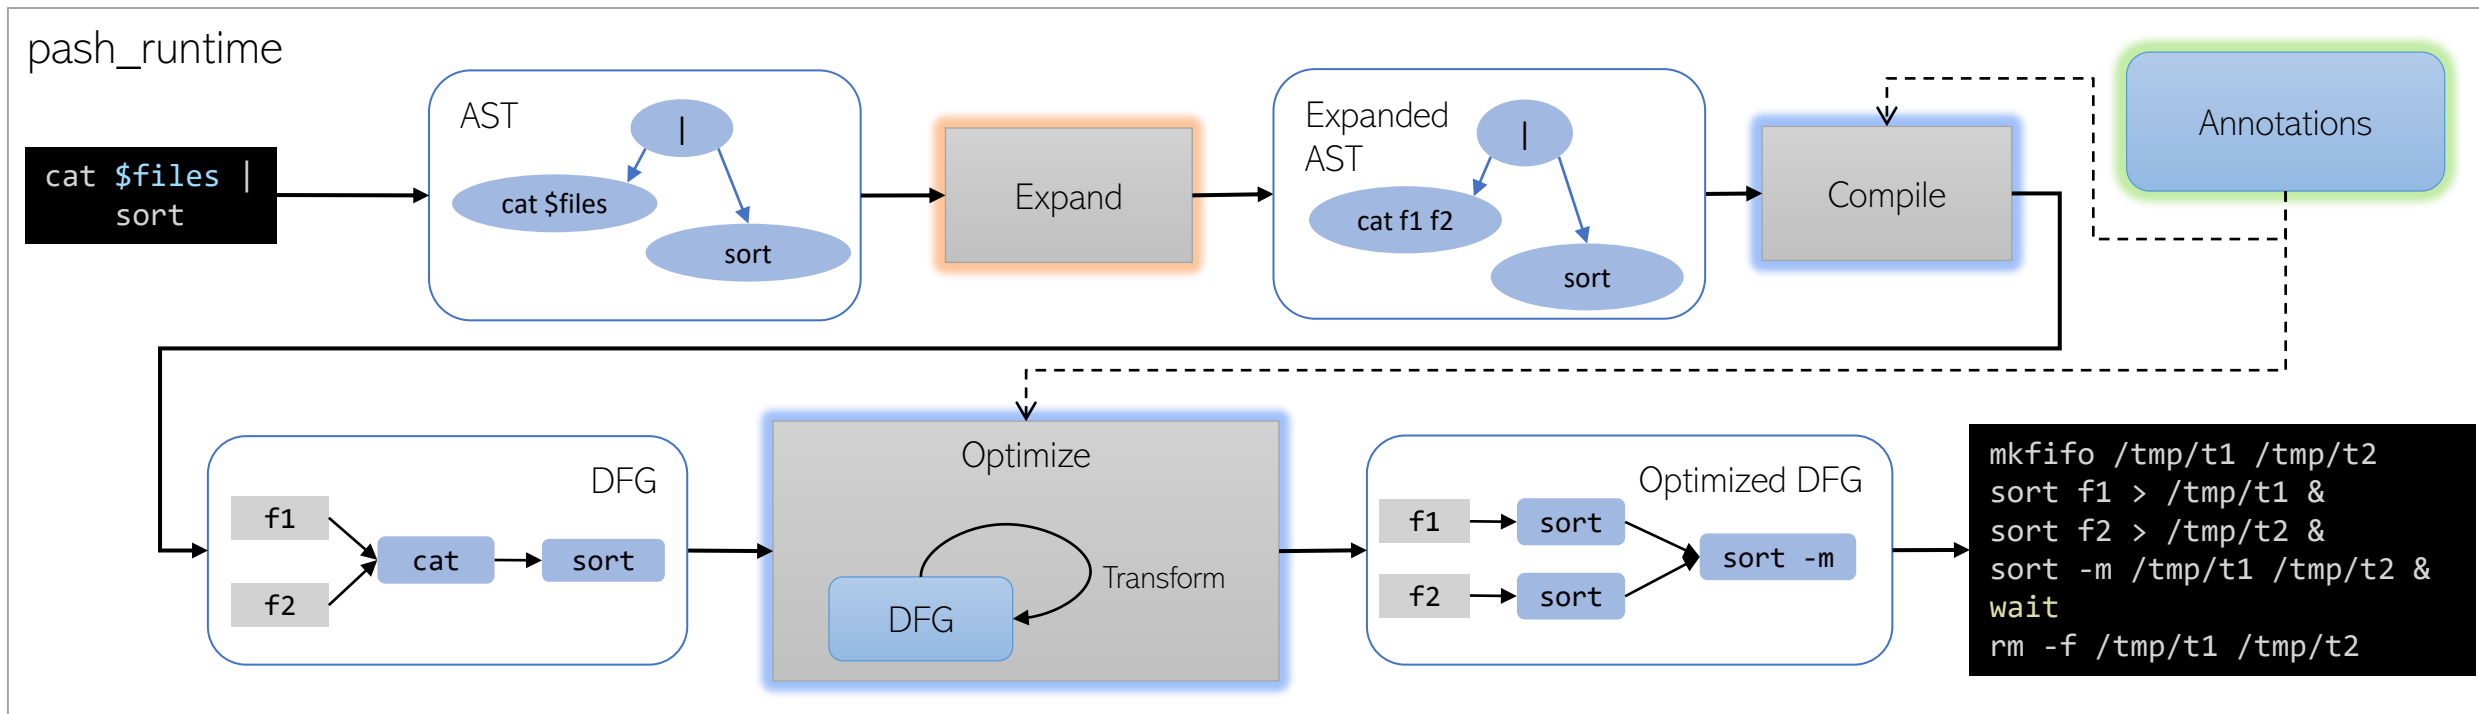 pash_runtime
cat $files |
sort
AST
|
cat $files
sort
Expand
Expanded
AST
|
cat f1 f2
sort
Compile
Annotations
DFG
f1
f2
cat
sort
Optimize
DFG
Transform
Optimized DFG
f1
sort
f2
sort
sort -m
mkfifo /tmp/t1 /tmp/t2
sort f1 > /tmp/t1 &
sort f2 > /tmp/t2 &
sort -m /tmp/t1 /tmp/t2 &
wait
rm -f /tmp/t1 /tmp/t2